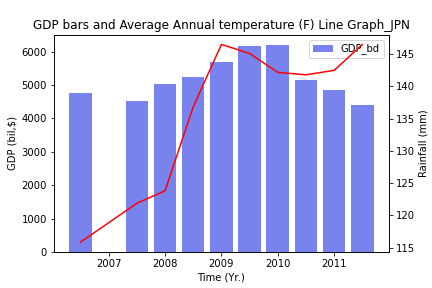 GDP bars and Average Annual temperature (F) Line Graph_JPN
GDP_bd
6000
5000
4000
3000
2000
1000
0
GDP (bil,$)
145
140
135
130
125
120
115
Rainfall (mm)
2007 2008 2009 2010 2011
Time (Yr.)